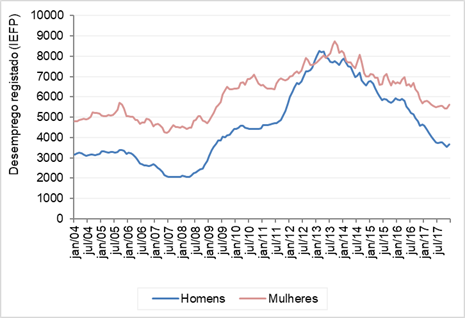 Desemprego registado (IEFP)
10000
9000
8000
7000
6000
5000
4000
3000
2000
1000
0
jan/04
jul/04
jan/05
jul/05
jan/06
jul/06
jan/07
jul/07
jan/08
jul/08
jan/09
jul/09
jan/10
jul/10
jan/11
jul/11
jan/12
jul/12
jan/13
jul/13
jan/14
jul/14
jan/15
jul/15
jan/16
jul/16
jan/17
jul/17
Homens Mulheres